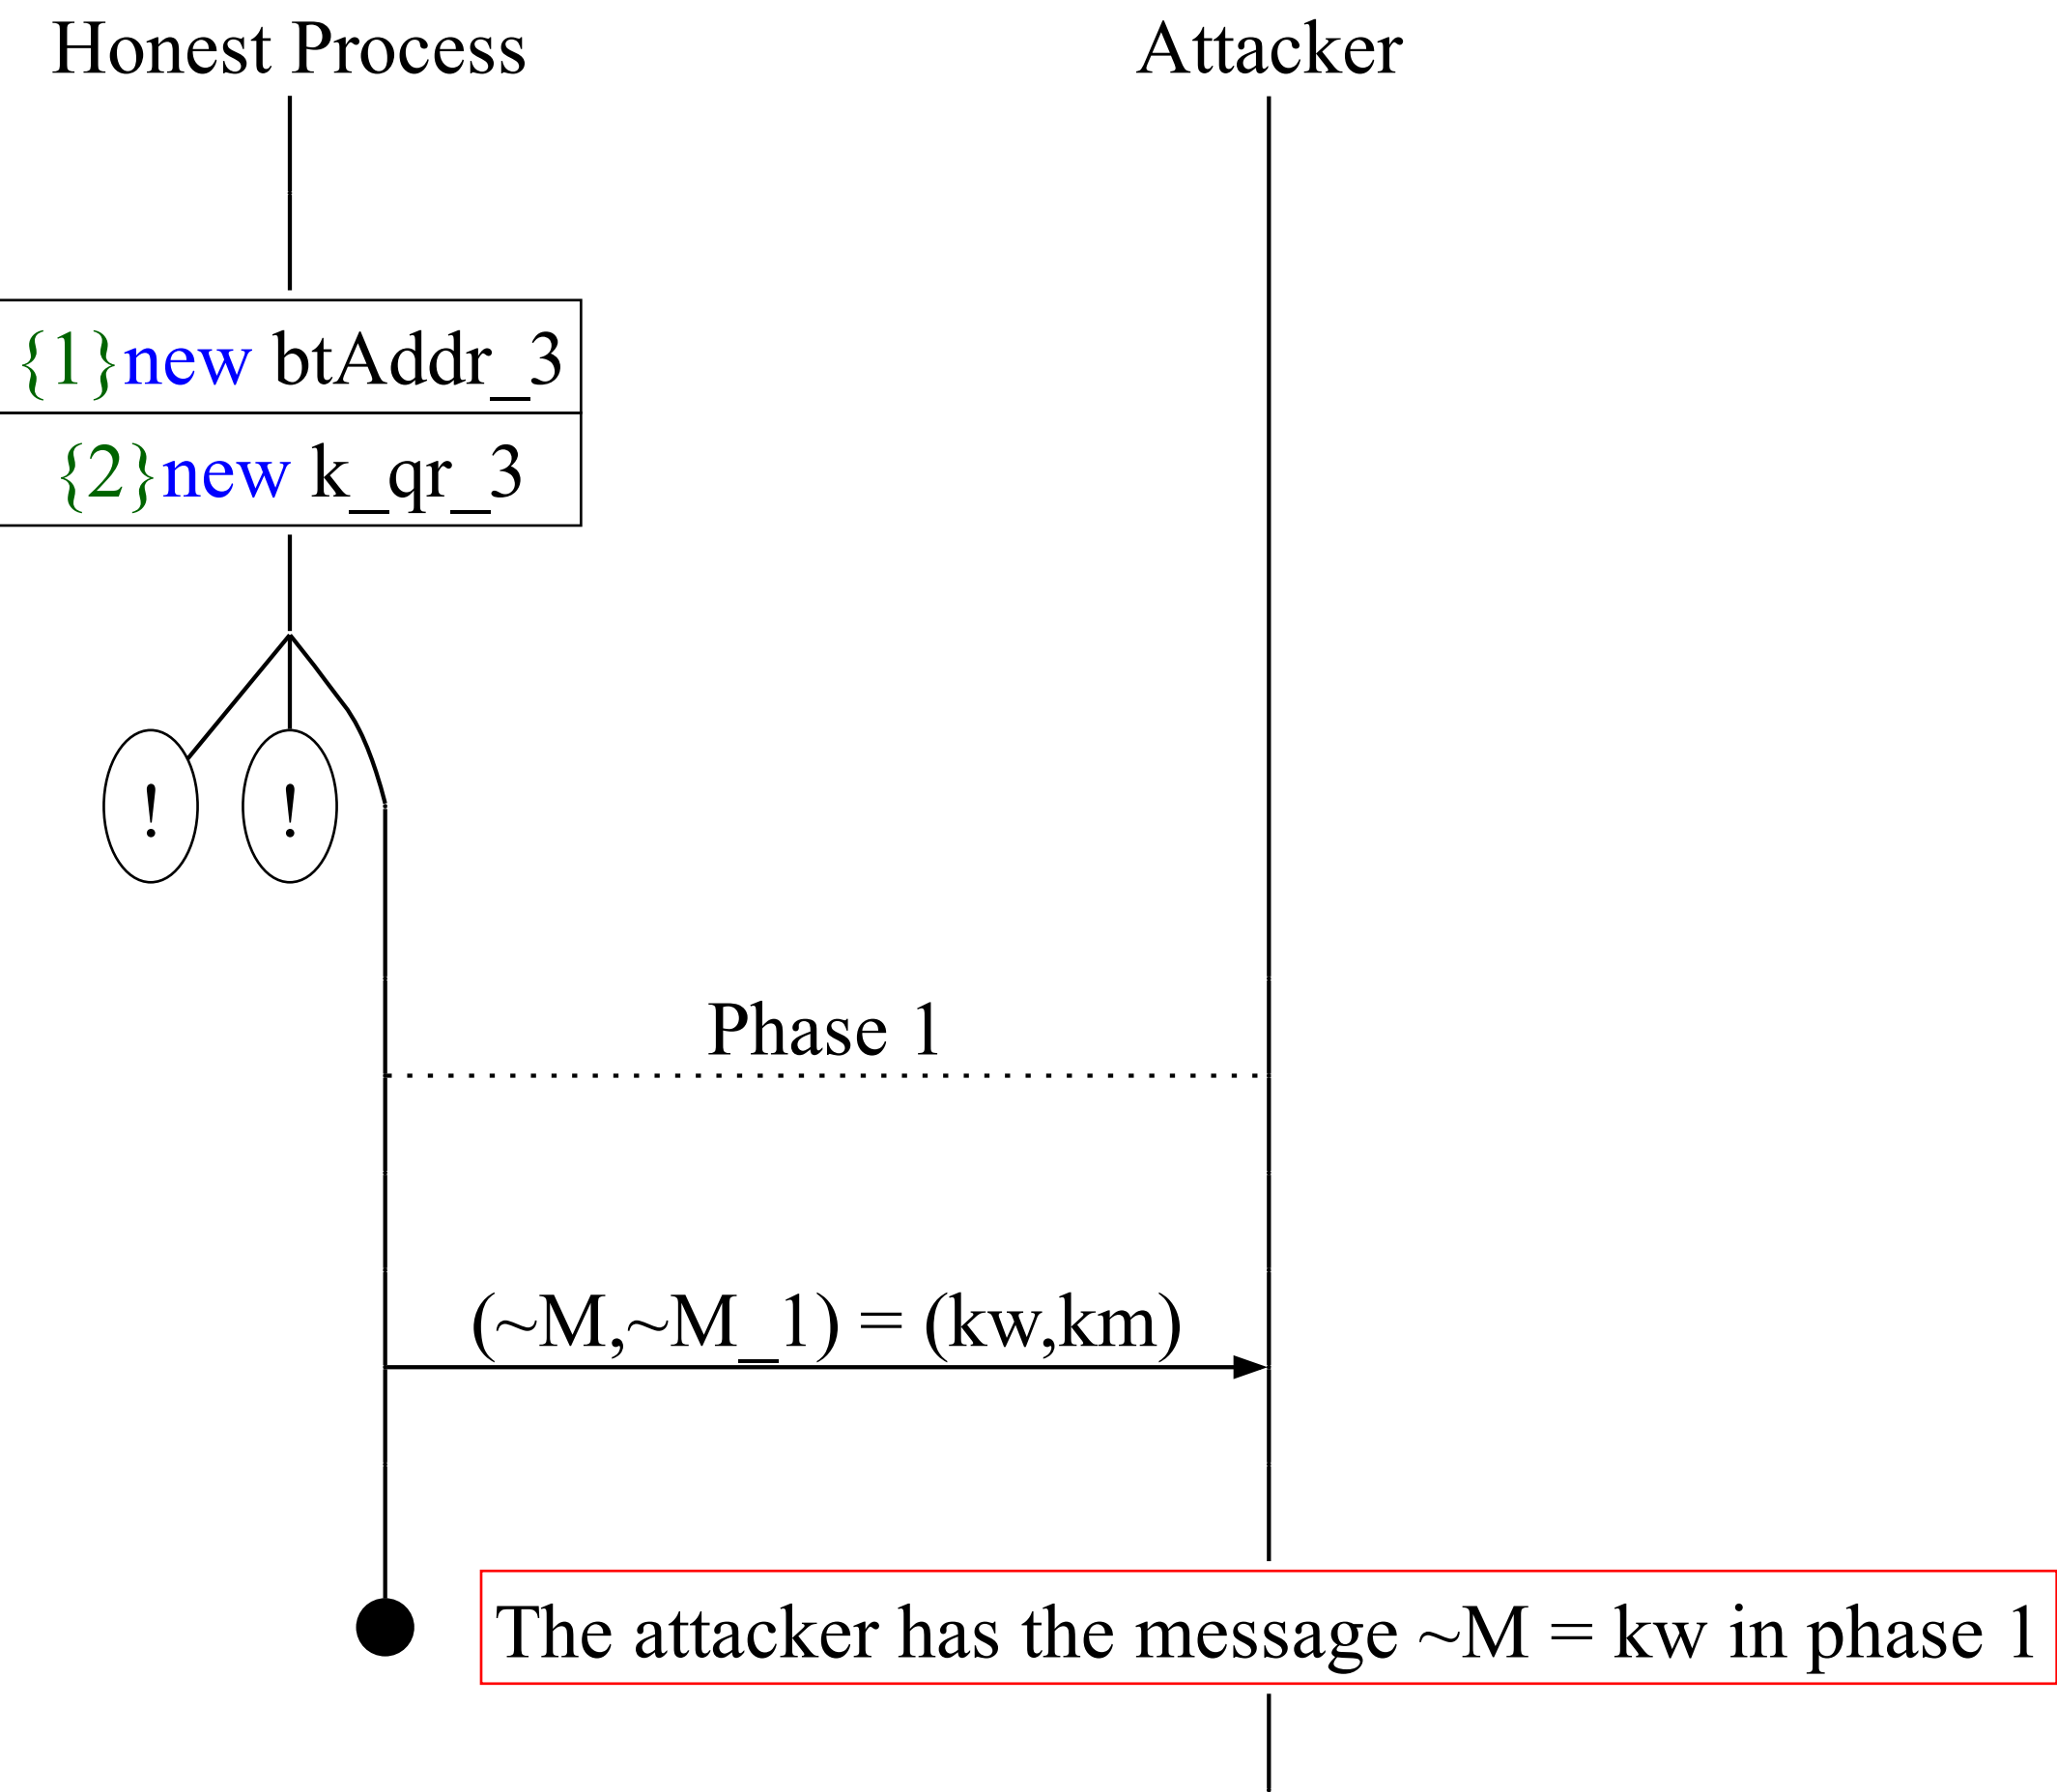 Honest Process
Attacker
{1}new btAddr_3
{2}new k_qr_3
!
!
Phase 1
(~M,~M_1) = (kw,km)
The attacker has the message ~M = kw in phase 1